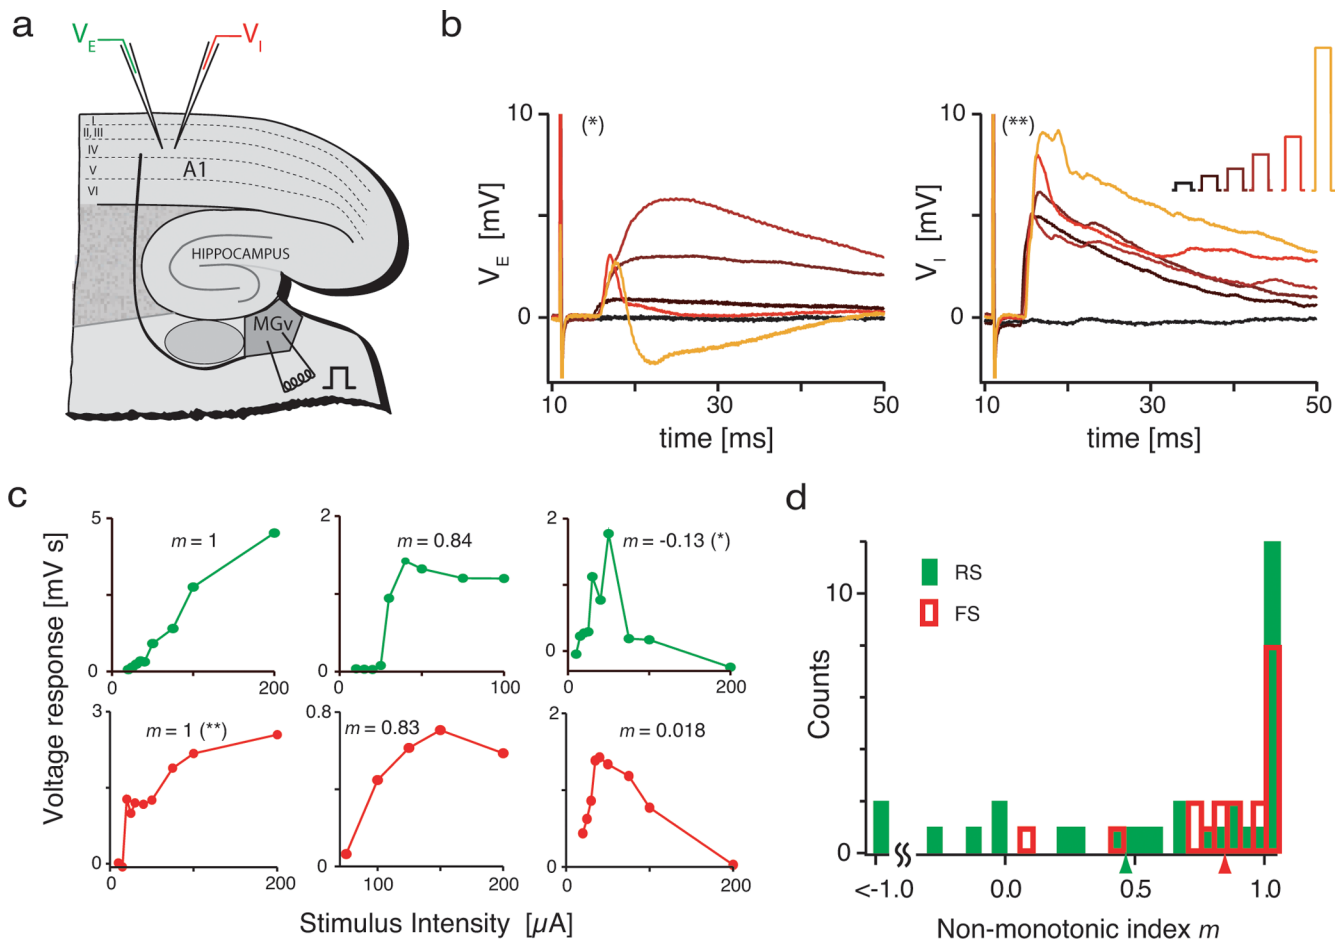 a
V_E
V_I
I
II, III
IV
V
VI
A1
HIPPOCAMPUS
MGv
b
10
(*)
V_E [mV]
0
10
30
50
time [ms]
10
(**)
V_I [mV]
0
10
30
50
time [ms]
c
Voltage response [mV s]
5
m = 1
0
0
200
2
m = 0.84
0
0
100
2
m = -0.13 (*)
0
0
200
3
m = 1 (**)
0
0
200
0.8
m = 0.83
0
100
200
2
m = 0.018
0
0
200
Stimulus Intensity [µA]
d
Counts
10
0
RS
FS
<-1.0
0.0
0.5
1.0
Non-monotonic index m